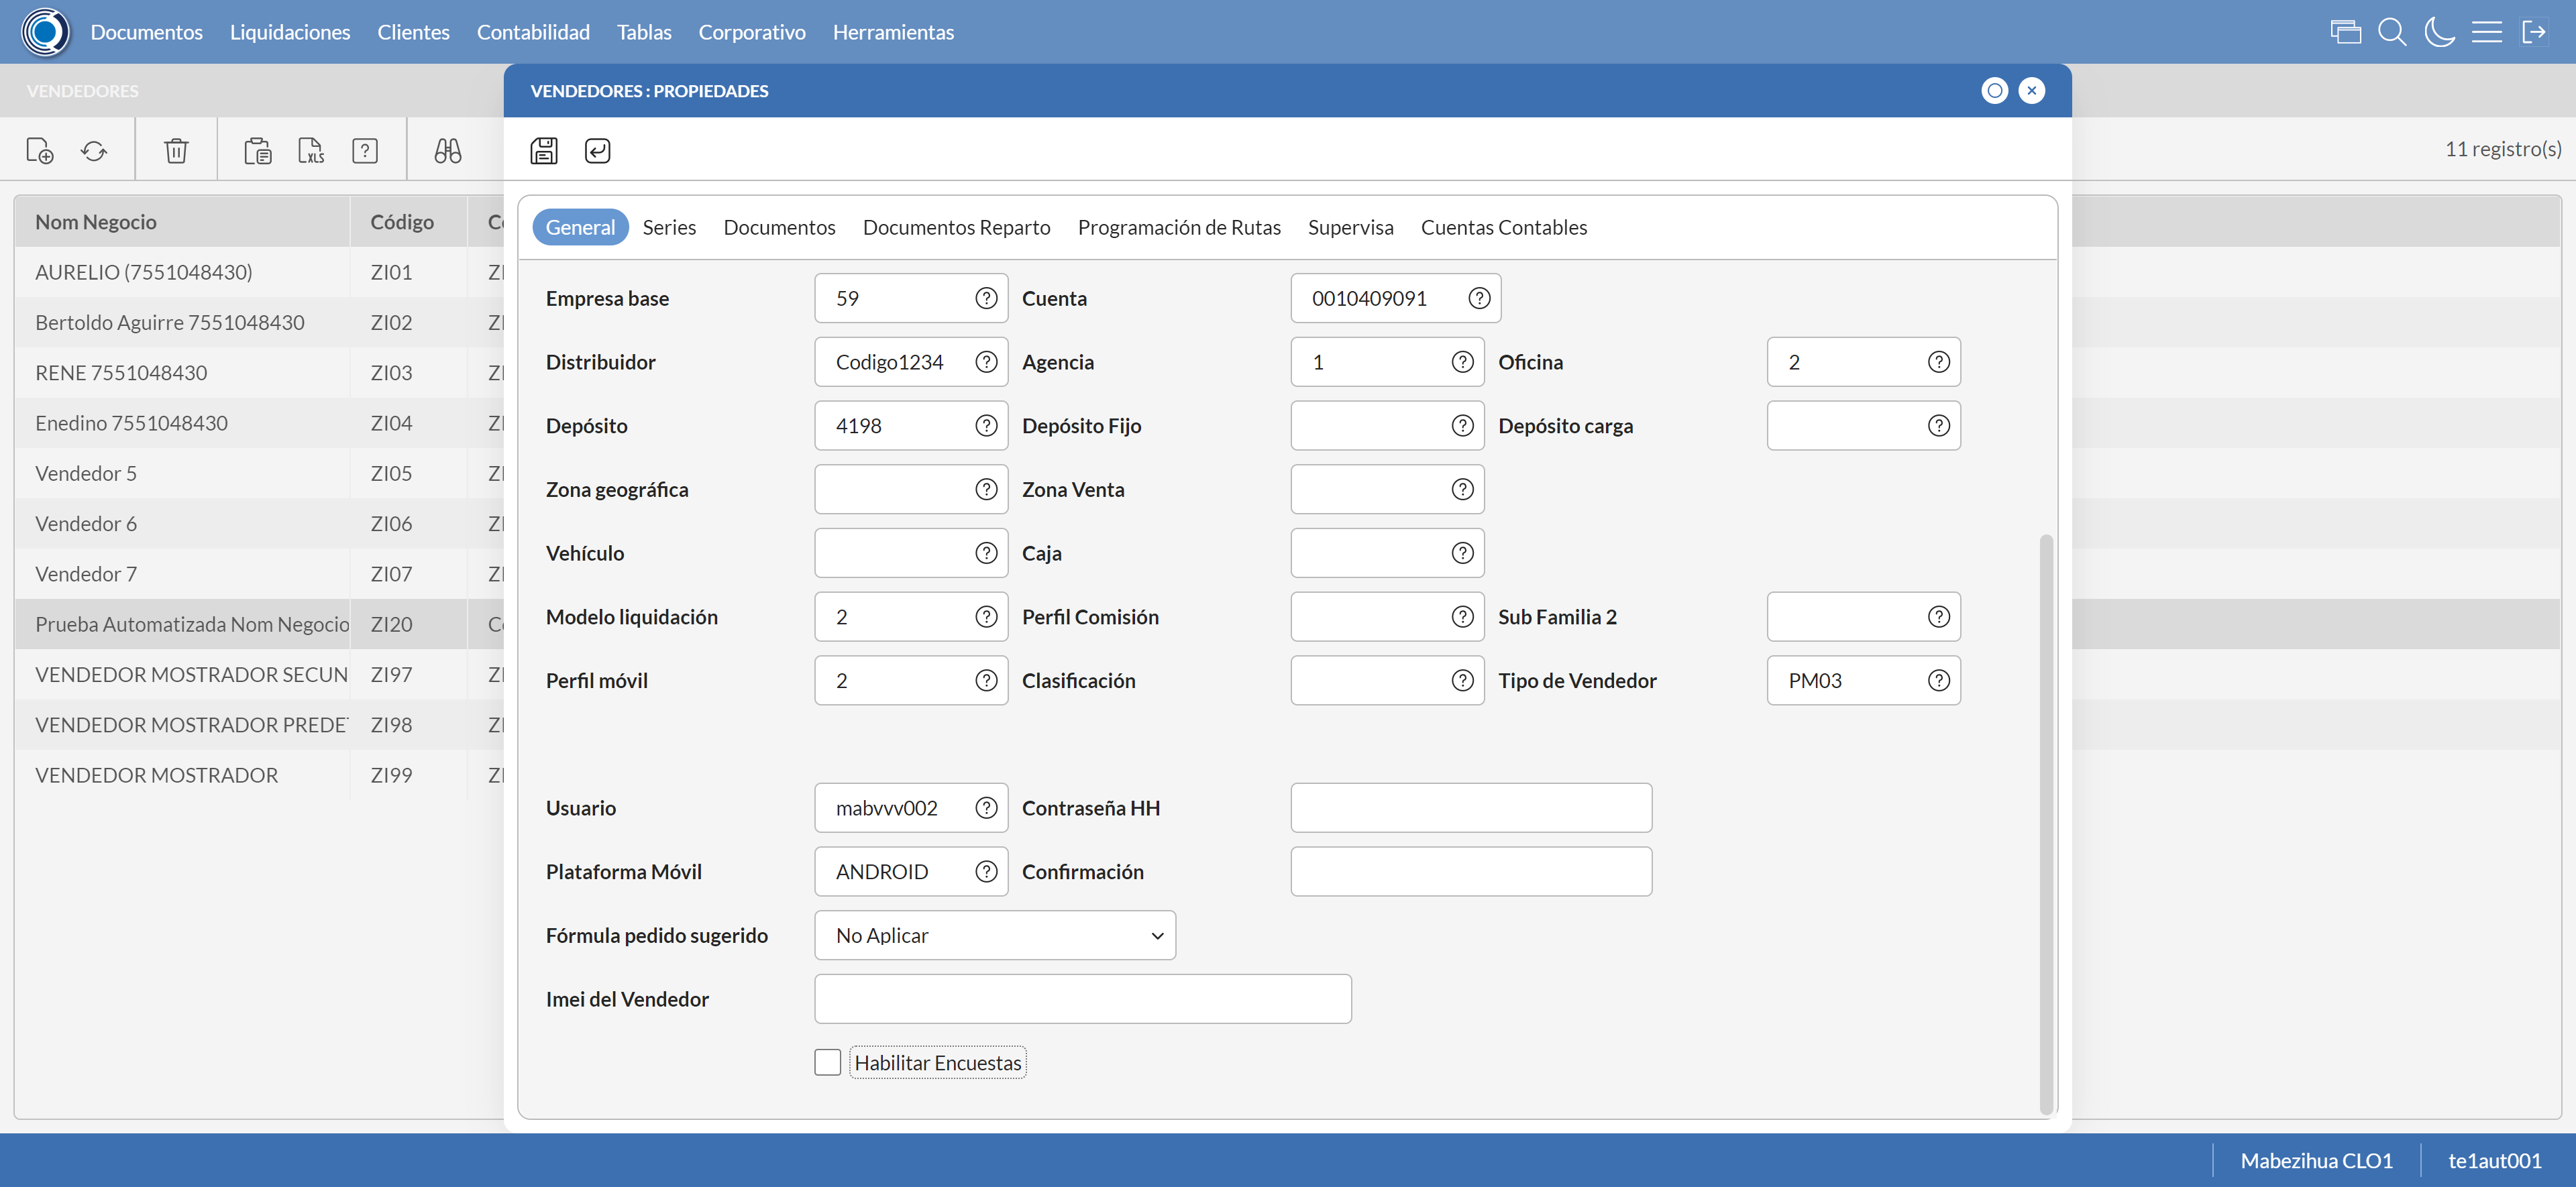 Documentos Liquidaciones Clientes Contabilidad Tablas Corporativo Herramientas
VENDEDORES
VENDEDORES : PROPIEDADES
XLS
11 registro(s)
Nom Negocio Código
AURELIO (7551048430) ZI01
Bertoldo Aguirre 7551048430 ZI02
RENE 7551048430 ZI03
Enedino 7551048430 ZI04
Vendedor 5 ZI05
Vendedor 6 ZI06
Vendedor 7 ZI07
Prueba Automatizada Nom Negocio ZI20
VENDEDOR MOSTRADOR SECUN ZI97
VENDEDOR MOSTRADOR PREDE ZI98
VENDEDOR MOSTRADOR ZI99
General Series Documentos Documentos Reparto Programación de Rutas Supervisa Cuentas Contables
Empresa base 59 ? Cuenta 0010409091 ?
Distribuidor Codigo1234 ? Agencia 1 ? Oficina 2 ?
Depósito 4198 ? Depósito Fijo ? Depósito carga ?
Zona geográfica ? Zona Venta ?
Vehículo ? Caja ?
Modelo liquidación 2 ? Perfil Comisión ? Sub Familia 2 ?
Perfil móvil 2 ? Clasificación ? Tipo de Vendedor PM03 ?
Usuario mabvvv002 ? Contraseña HH
Plataforma Móvil ANDROID ? Confirmación
Fórmula pedido sugerido No Aplicar
Imei del Vendedor
Habilitar Encuestas
Mabezihua CLO1 te1aut001